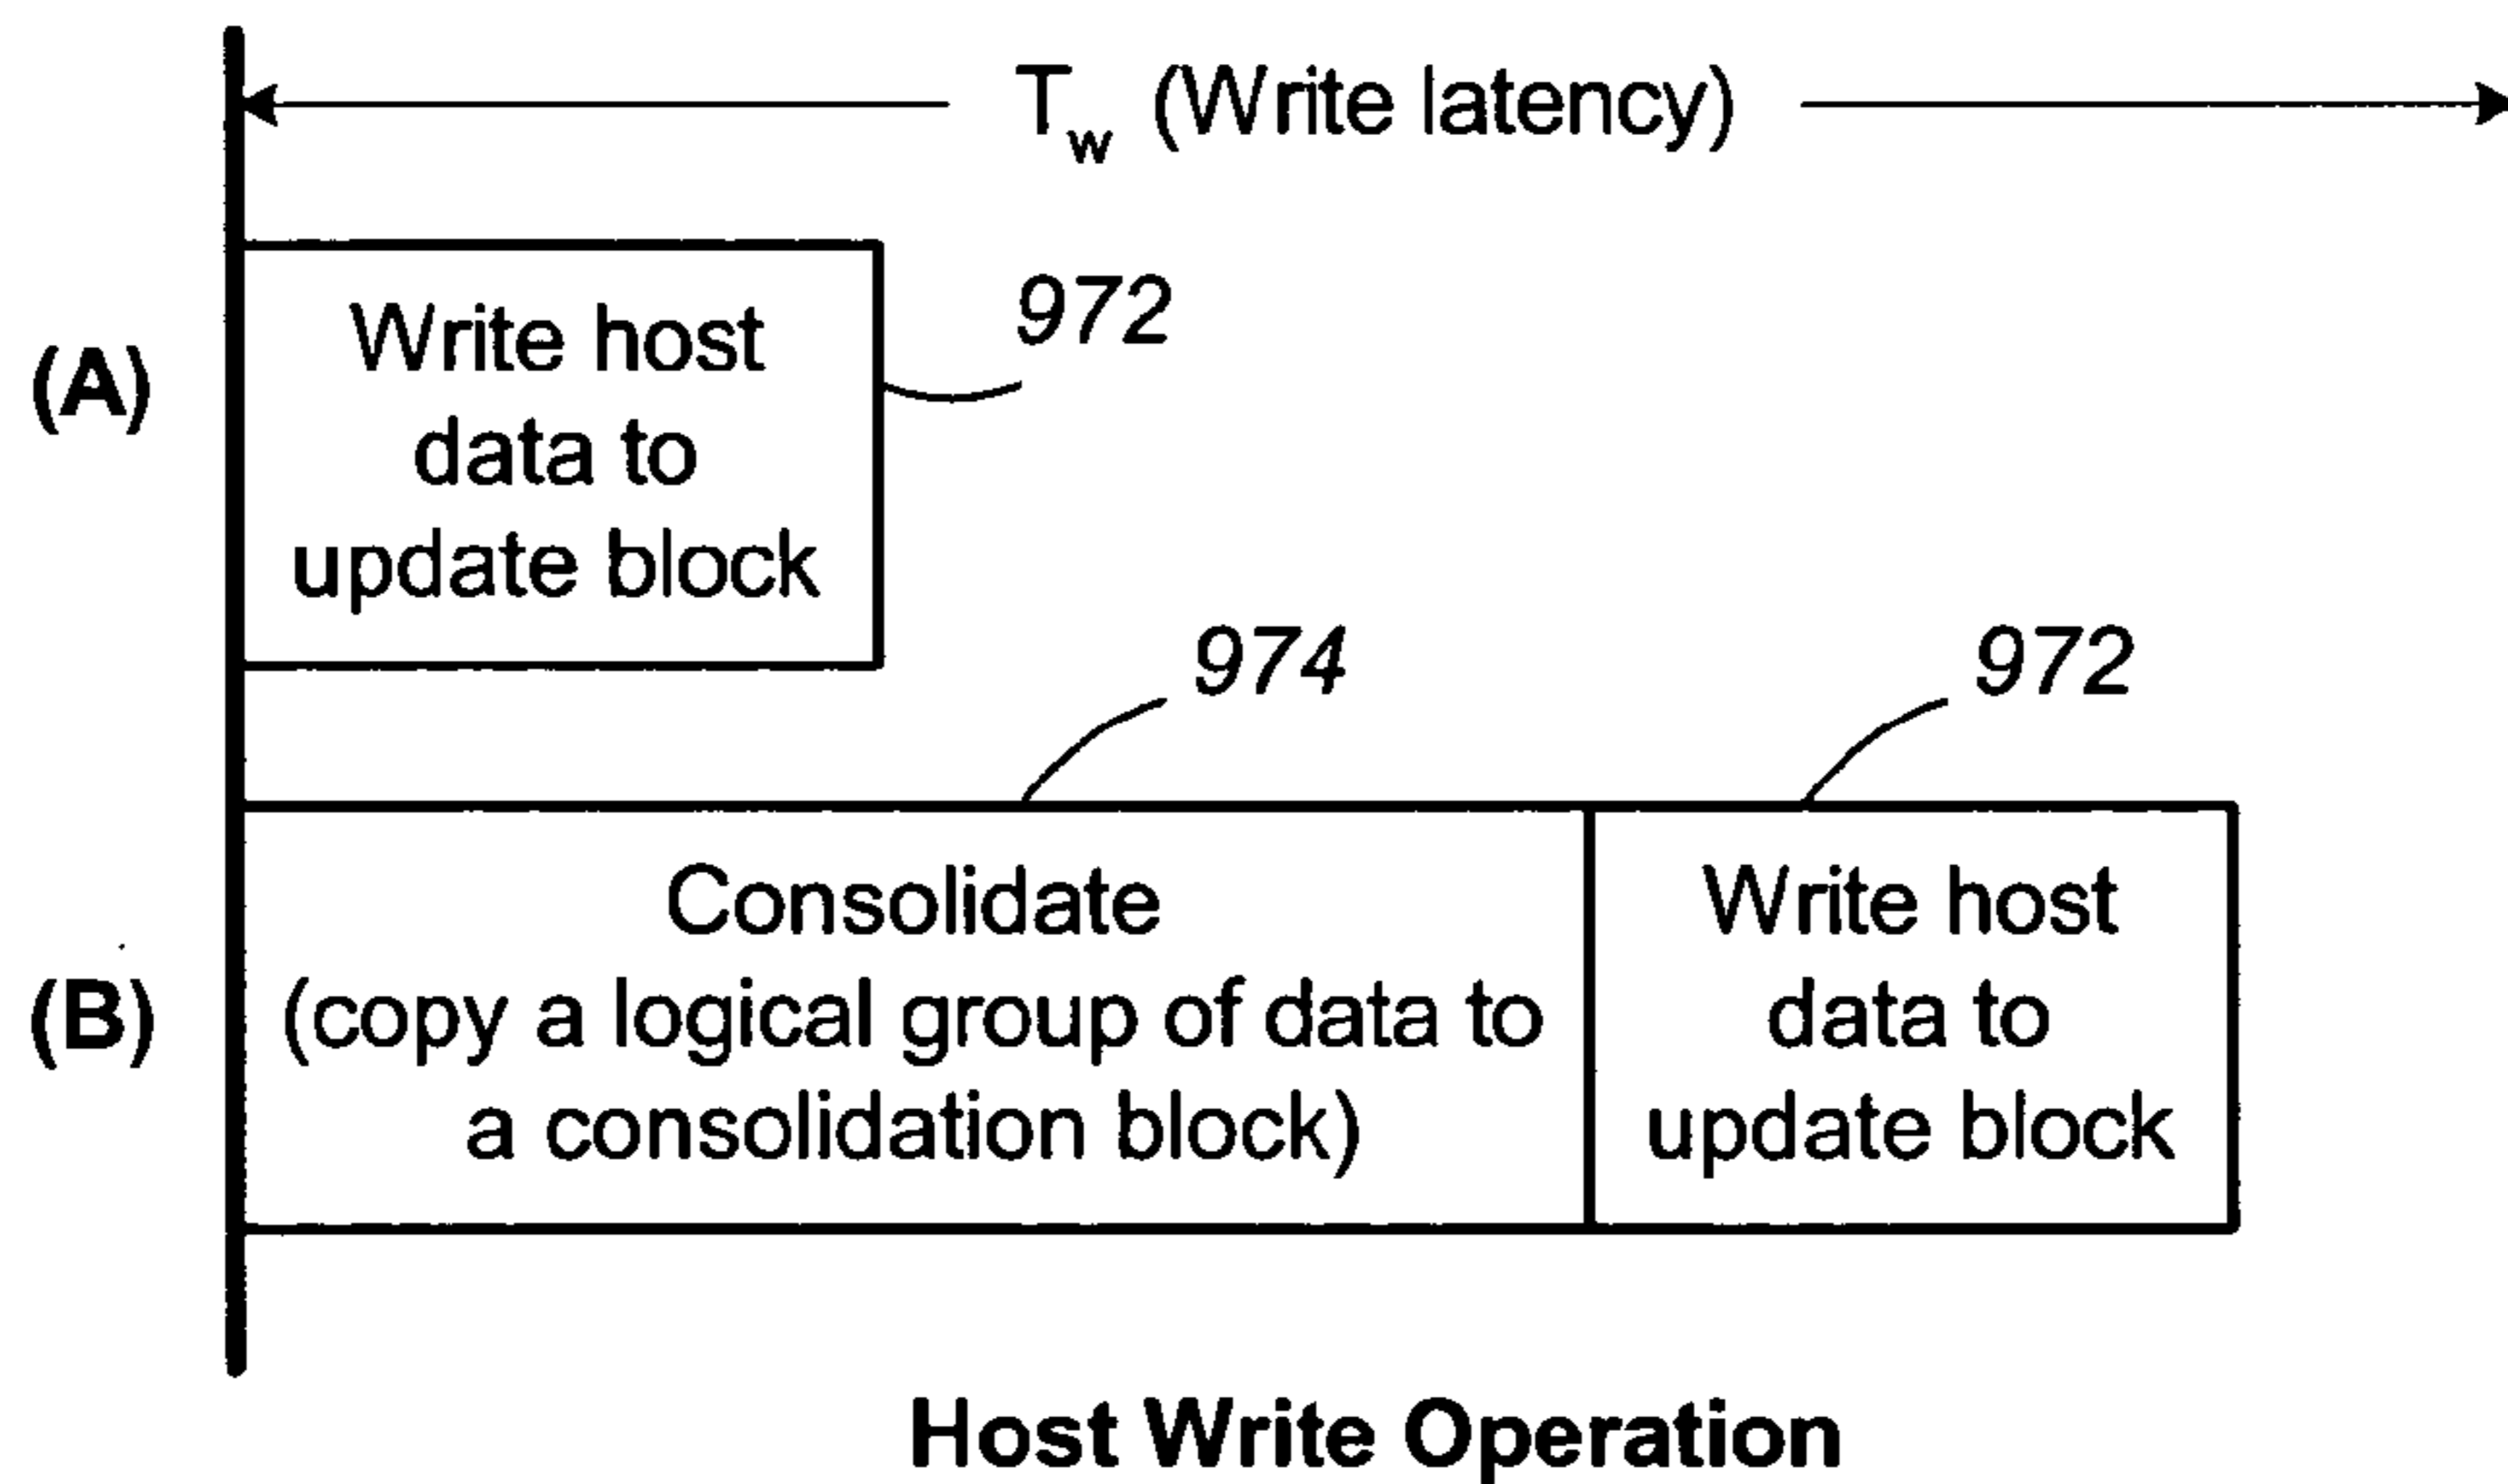 Tw (Write latency)
(A)
Write host
data to
update block
972
974
972
(B)
Consolidate
(copy a logical group of data to
a consolidation block)
Write host
data to
update block
Host Write Operation